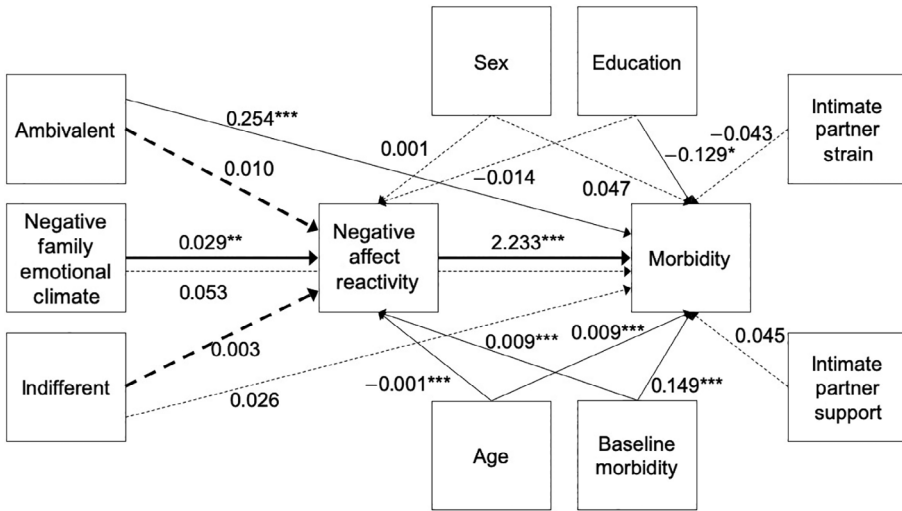 Sex
Education
Ambivalent
Intimate
partner
strain
0.254***
0.010
0.001
−0.014
0.047
−0.129*
−0.043
Negative
family
emotional
climate
0.029**
0.053
Negative
affect
reactivity
2.233***
Morbidity
Indifferent
0.003
0.026
−0.001***
0.009***
0.009***
0.149***
0.045
Intimate
partner
support
Age
Baseline
morbidity